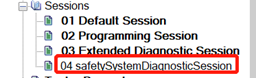 Sessions
01 Default Session
02 Programming Session
03 Extended Diagnostic Session
04 safetySystemDiagnosticSession